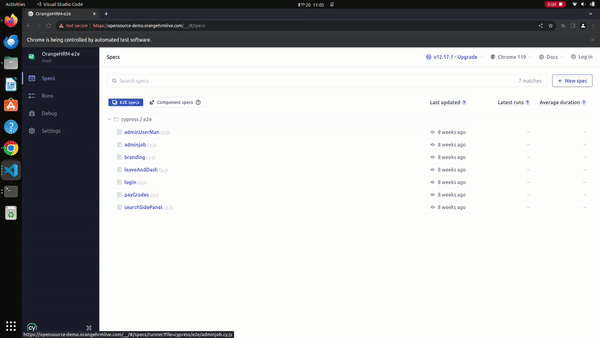 Activities
Visual Studio Code
20 11:05
OrangeHRM-e2e
Not secure https://opensource-demo.orangehrmlive.com/__/#/specs
Chrome is being controlled by automated test software.
OrangeHRM-e2e
main
Specs
v12.17.1 • Upgrade
Chrome 119
Docs
Log In
Specs
Runs
Debug
Settings
Search specs
7 matches
+ New spec
E2E specs
Component specs
Last updated
Latest runs
Average duration
cypress / e2e
adminUserMan.cy.js
8 weeks ago
adminjob.cy.js
8 weeks ago
branding.cy.js
8 weeks ago
leaveAndDash.cy.js
8 weeks ago
login.cy.js
8 weeks ago
payGrades.cy.js
8 weeks ago
searchSidePanel.cy.js
8 weeks ago
cy
https://opensource-demo.orangehrmlive.com/__/#/specs/runner?file=cypress/e2e/adminjob.cy.js